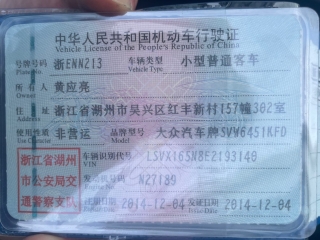 中华人民共和国机动车行驶证
Vehicle License of the People's Republic of China
号牌号码 浙ENN213 车辆类型 小型普通客车
Plate No. Vehicle Type
所有人 黄应亮
Owner
住址 浙江省湖州市吴兴区红丰新村157幢302室
Address
使用性质 非营运 品牌型号 大众汽车牌SVW6451KFD
Use Character Model
浙江省湖州市公安局交通警察支队
车辆识别代号 LSVX165N8E2193140
VIN
发动机号码 N27189
Engine No.
注册日期 2014-12-04 发证日期 2014-12-04
Register Date Issue Date